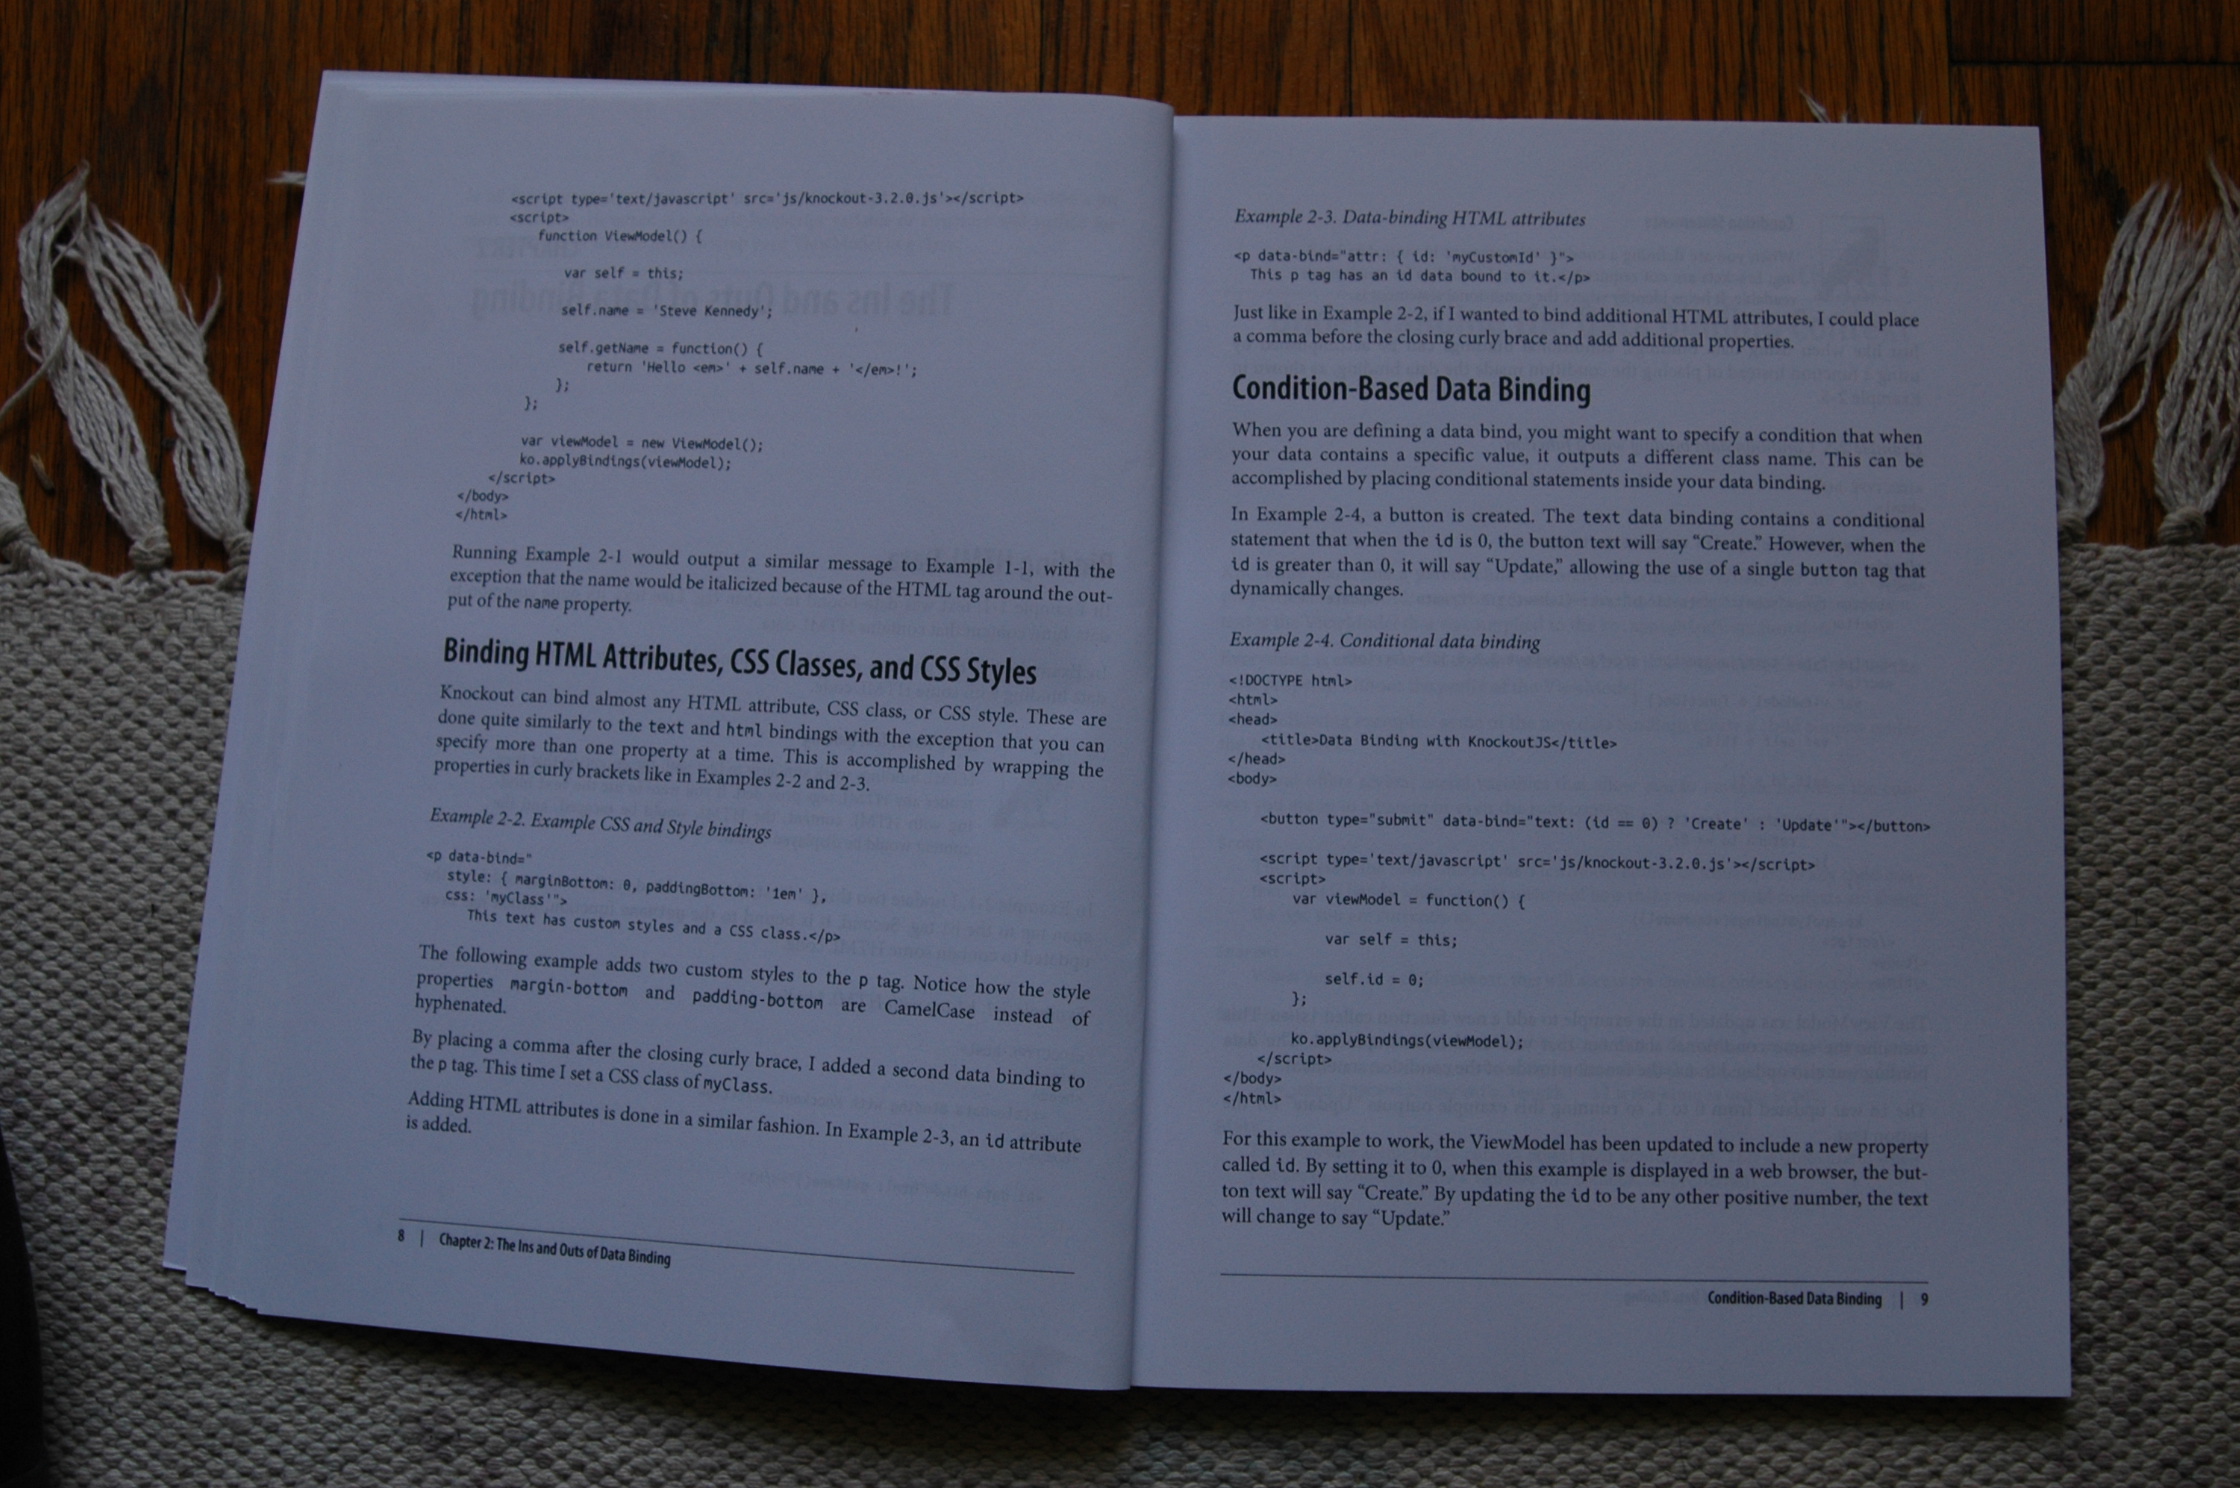 <script type='text/javascript' src='js/knockout-3.2.0.js'></script>
<script>
function ViewModel() {
var self = this;
self.name = 'Steve Kennedy';
self.getName = function() {
return 'Hello <em>' + self.name + '</em>!';
};
};
var viewModel = new ViewModel();
ko.applyBindings(viewModel);
</script>
</body>
</html>
Running Example 2-1 would output a similar message to Example 1-1, with the
exception that the name would be italicized because of the HTML tag around the out-
put of the name property.
Binding HTML Attributes, CSS Classes, and CSS Styles
Knockout can bind almost any HTML attribute, CSS class, or CSS style. These are
done quite similarly to the text and html bindings with the exception that you can
specify more than one property at a time. This is accomplished by wrapping the
properties in curly brackets like in Examples 2-2 and 2-3.
Example 2-2. Example CSS and Style bindings
<p data-bind="
style: { marginBottom: 0, paddingBottom: '1em' },
css: 'myClass'">
This text has custom styles and a CSS class.</p>
The following example adds two custom styles to the p tag. Notice how the style
properties margin-bottom and padding-bottom are CamelCase instead of
hyphenated.
By placing a comma after the closing curly brace, I added a second data binding to
the p tag. This time I set a CSS class of myClass.
Adding HTML attributes is done in a similar fashion. In Example 2-3, an id attribute
is added.
8 | Chapter 2: The Ins and Outs of Data Binding
Example 2-3. Data-binding HTML attributes
<p data-bind="attr: { id: 'myCustomId' }">
This p tag has an id data bound to it.</p>
Just like in Example 2-2, if I wanted to bind additional HTML attributes, I could place
a comma before the closing curly brace and add additional properties.
Condition-Based Data Binding
When you are defining a data bind, you might want to specify a condition that when
your data contains a specific value, it outputs a different class name. This can be
accomplished by placing conditional statements inside your data binding.
In Example 2-4, a button is created. The text data binding contains a conditional
statement that when the id is 0, the button text will say “Create.” However, when the
id is greater than 0, it will say “Update,” allowing the use of a single button tag that
dynamically changes.
Example 2-4. Conditional data binding
<!DOCTYPE html>
<html>
<head>
<title>Data Binding with KnockoutJS</title>
</head>
<body>
<button type="submit" data-bind="text: (id == 0) ? 'Create' : 'Update'"></button>
<script type='text/javascript' src='js/knockout-3.2.0.js'></script>
<script>
var viewModel = function() {
var self = this;
self.id = 0;
};
ko.applyBindings(viewModel);
</script>
</body>
</html>
For this example to work, the ViewModel has been updated to include a new property
called id. By setting it to 0, when this example is displayed in a web browser, the but-
ton text will say “Create.” By updating the id to be any other positive number, the text
will change to say “Update.”
Condition-Based Data Binding | 9